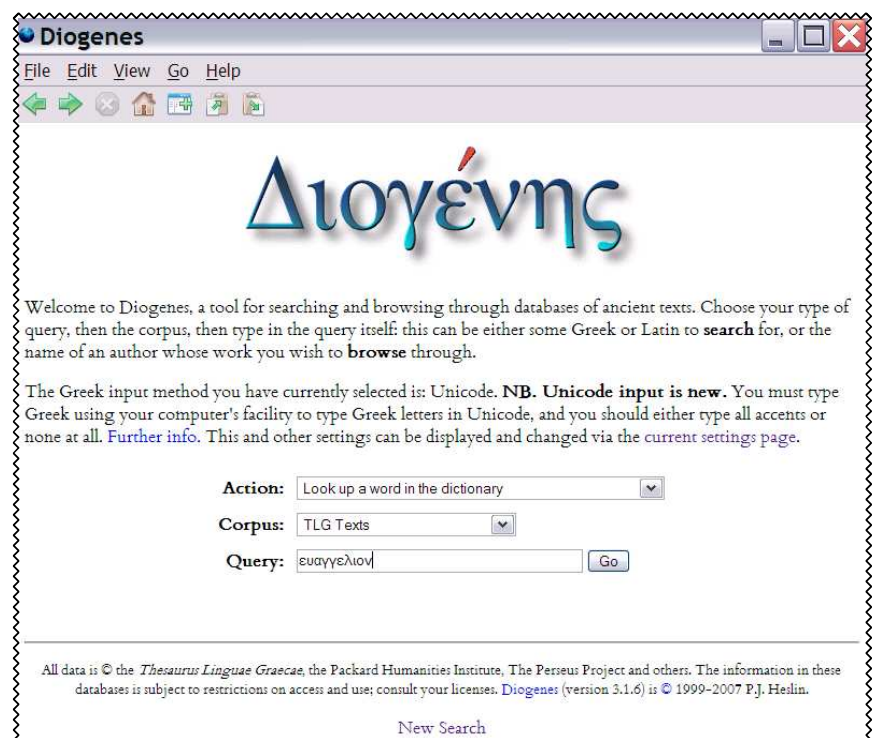 Diogenes
File Edit View Go Help
Διογένης
Welcome to Diogenes, a tool for searching and browsing through databases of ancient texts. Choose your type of
query, then the corpus, then type in the query itself: this can be either some Greek or Latin to search for, or the
name of an author whose work you wish to browse through.
The Greek input method you have currently selected is: Unicode. NB. Unicode input is new. You must type
Greek using your computer's facility to type Greek letters in Unicode, and you should either type all accents or
none at all. Further info. This and other settings can be displayed and changed via the current settings page.
Action: Look up a word in the dictionary
Corpus: TLG Texts
Query: ευαγγελιον Go
All data is © the Thesaurus Linguae Graecae, the Packard Humanities Institute, The Perseus Project and others. The information in these
databases is subject to restrictions on access and use; consult your licenses. Diogenes (version 3.1.6) is © 1999-2007 P.J. Heslin.
New Search